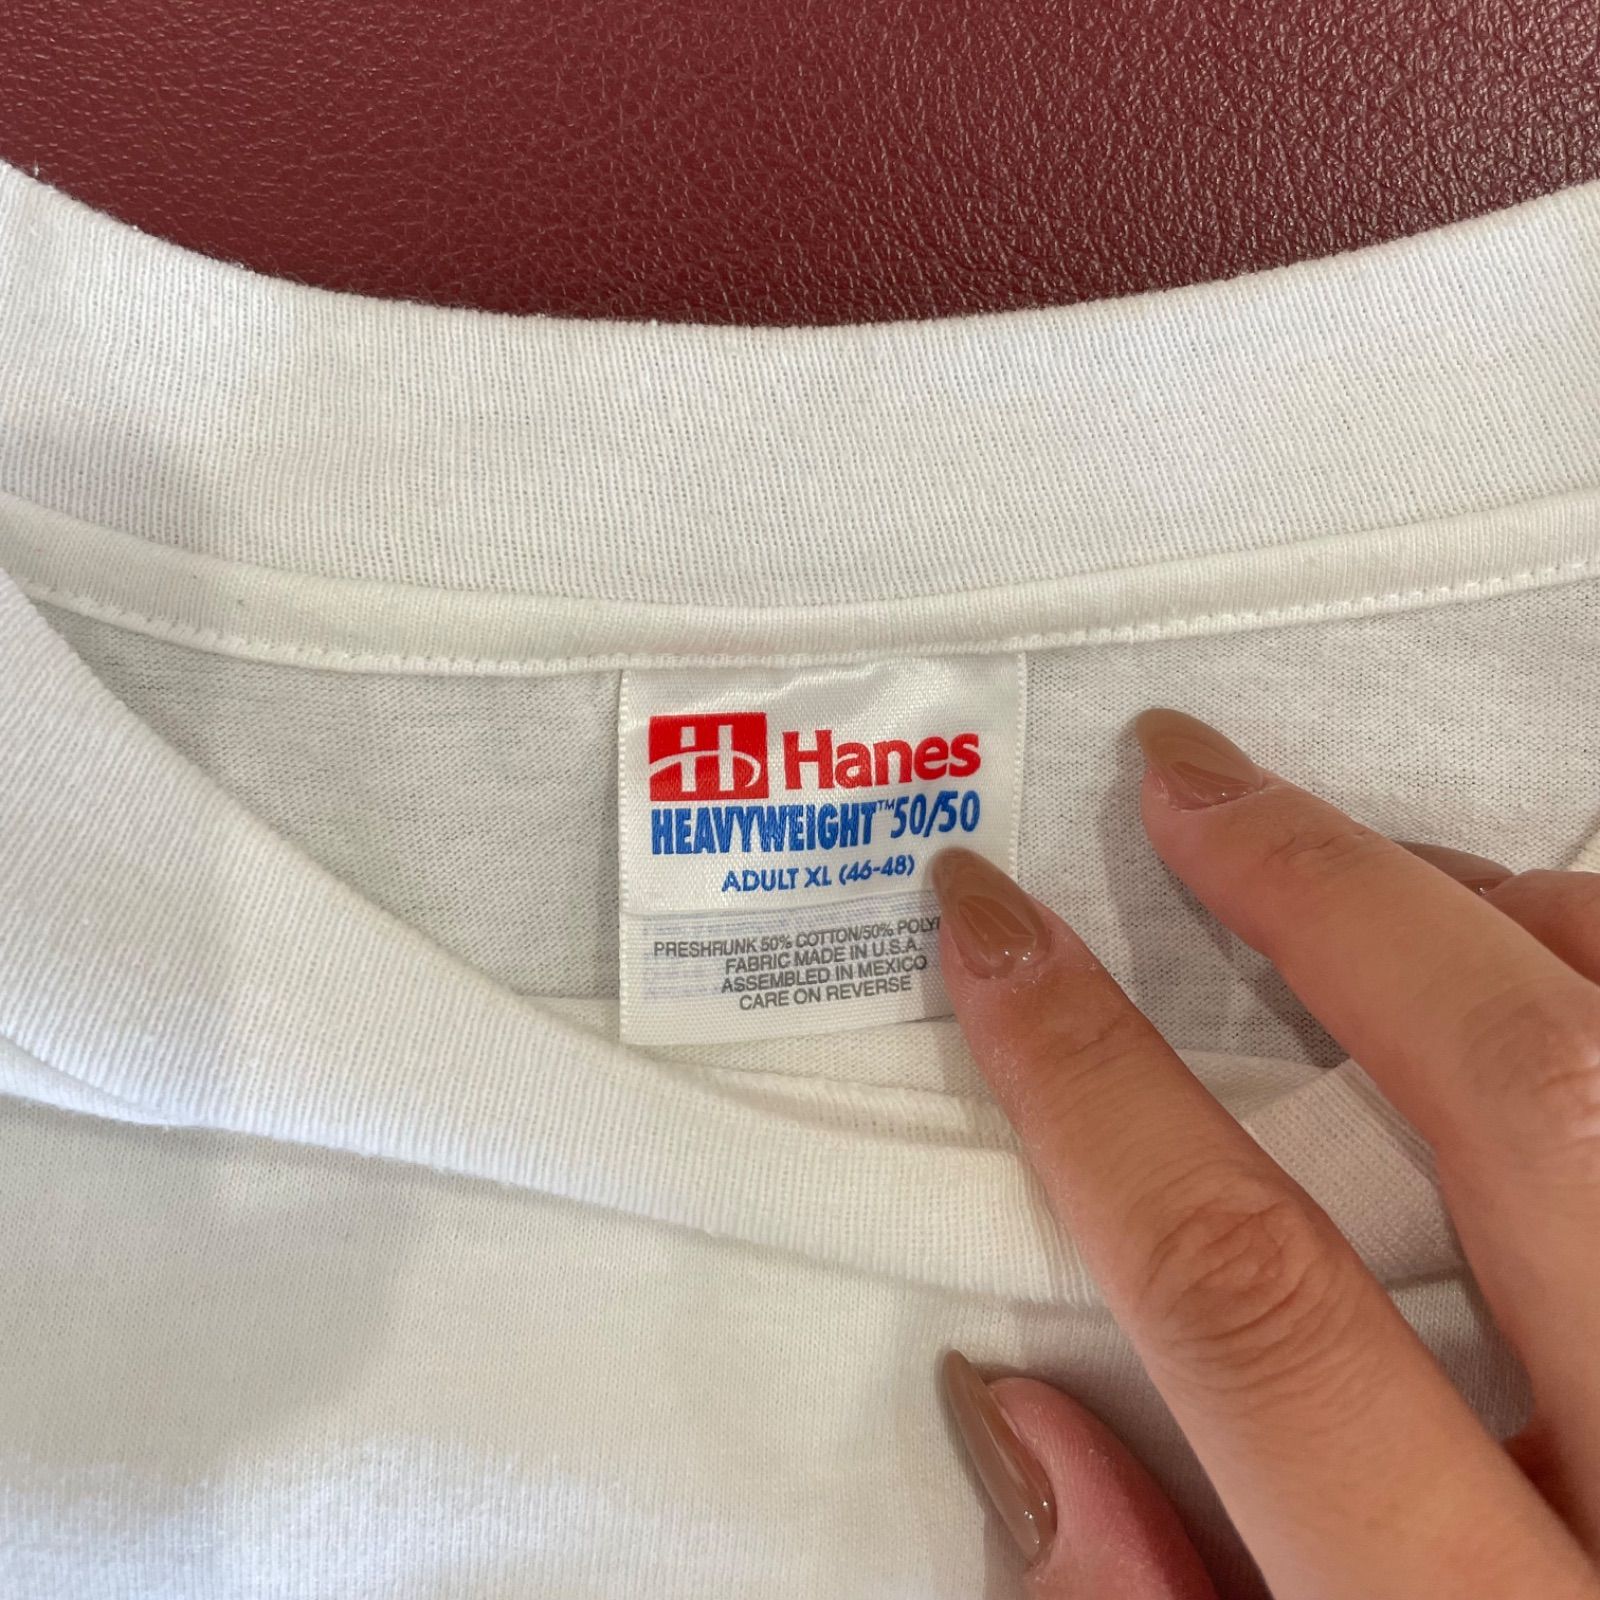 H Hanes
HEAVYWEIGHT™ 50/50
ADULT XL (46-48)
PRESHRUNK 50% COTTON/50%
FABRIC MADE IN U.S.A.
ASSEMBLED IN MEXICO
CARE ON REVERSE